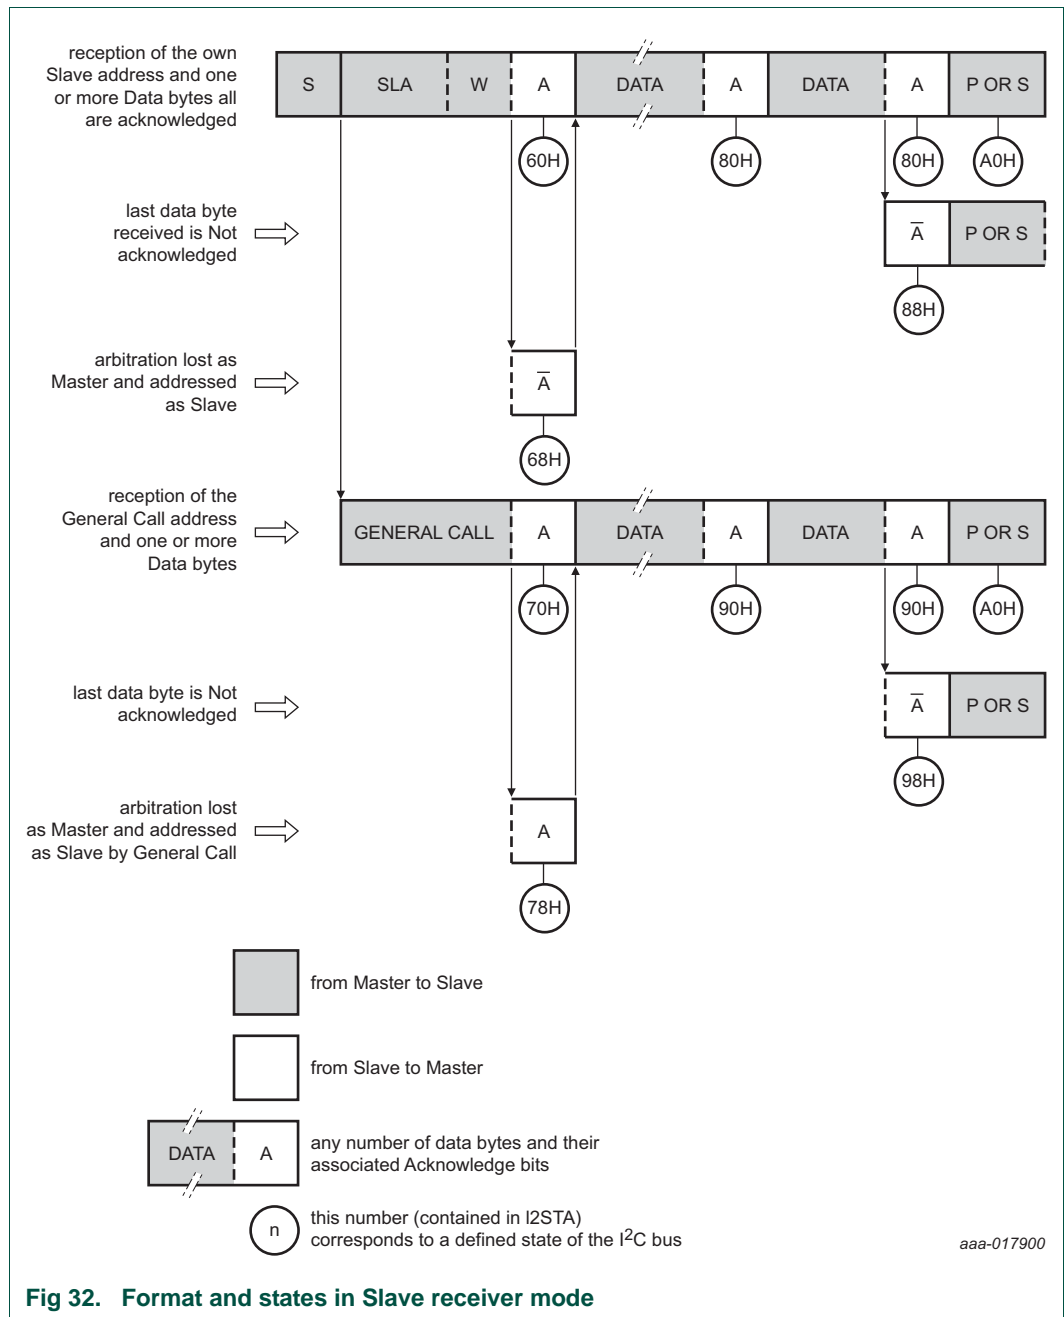 reception of the own
Slave address and one
or more Data bytes all
are acknowledged
S SLA W A DATA A DATA A P OR S
60H 80H 80H A0H
last data byte
received is Not
acknowledged
A̅ P OR S
88H
arbitration lost as
Master and addressed
as Slave
A̅
68H
reception of the
General Call address
and one or more
Data bytes
GENERAL CALL A DATA A DATA A P OR S
70H 90H 90H A0H
last data byte is Not
acknowledged
A̅ P OR S
98H
arbitration lost
as Master and addressed
as Slave by General Call
A
78H
from Master to Slave
from Slave to Master
DATA A
any number of data bytes and their
associated Acknowledge bits
n
this number (contained in I2STA)
corresponds to a defined state of the I²C bus
aaa-017900
Fig 32. Format and states in Slave receiver mode